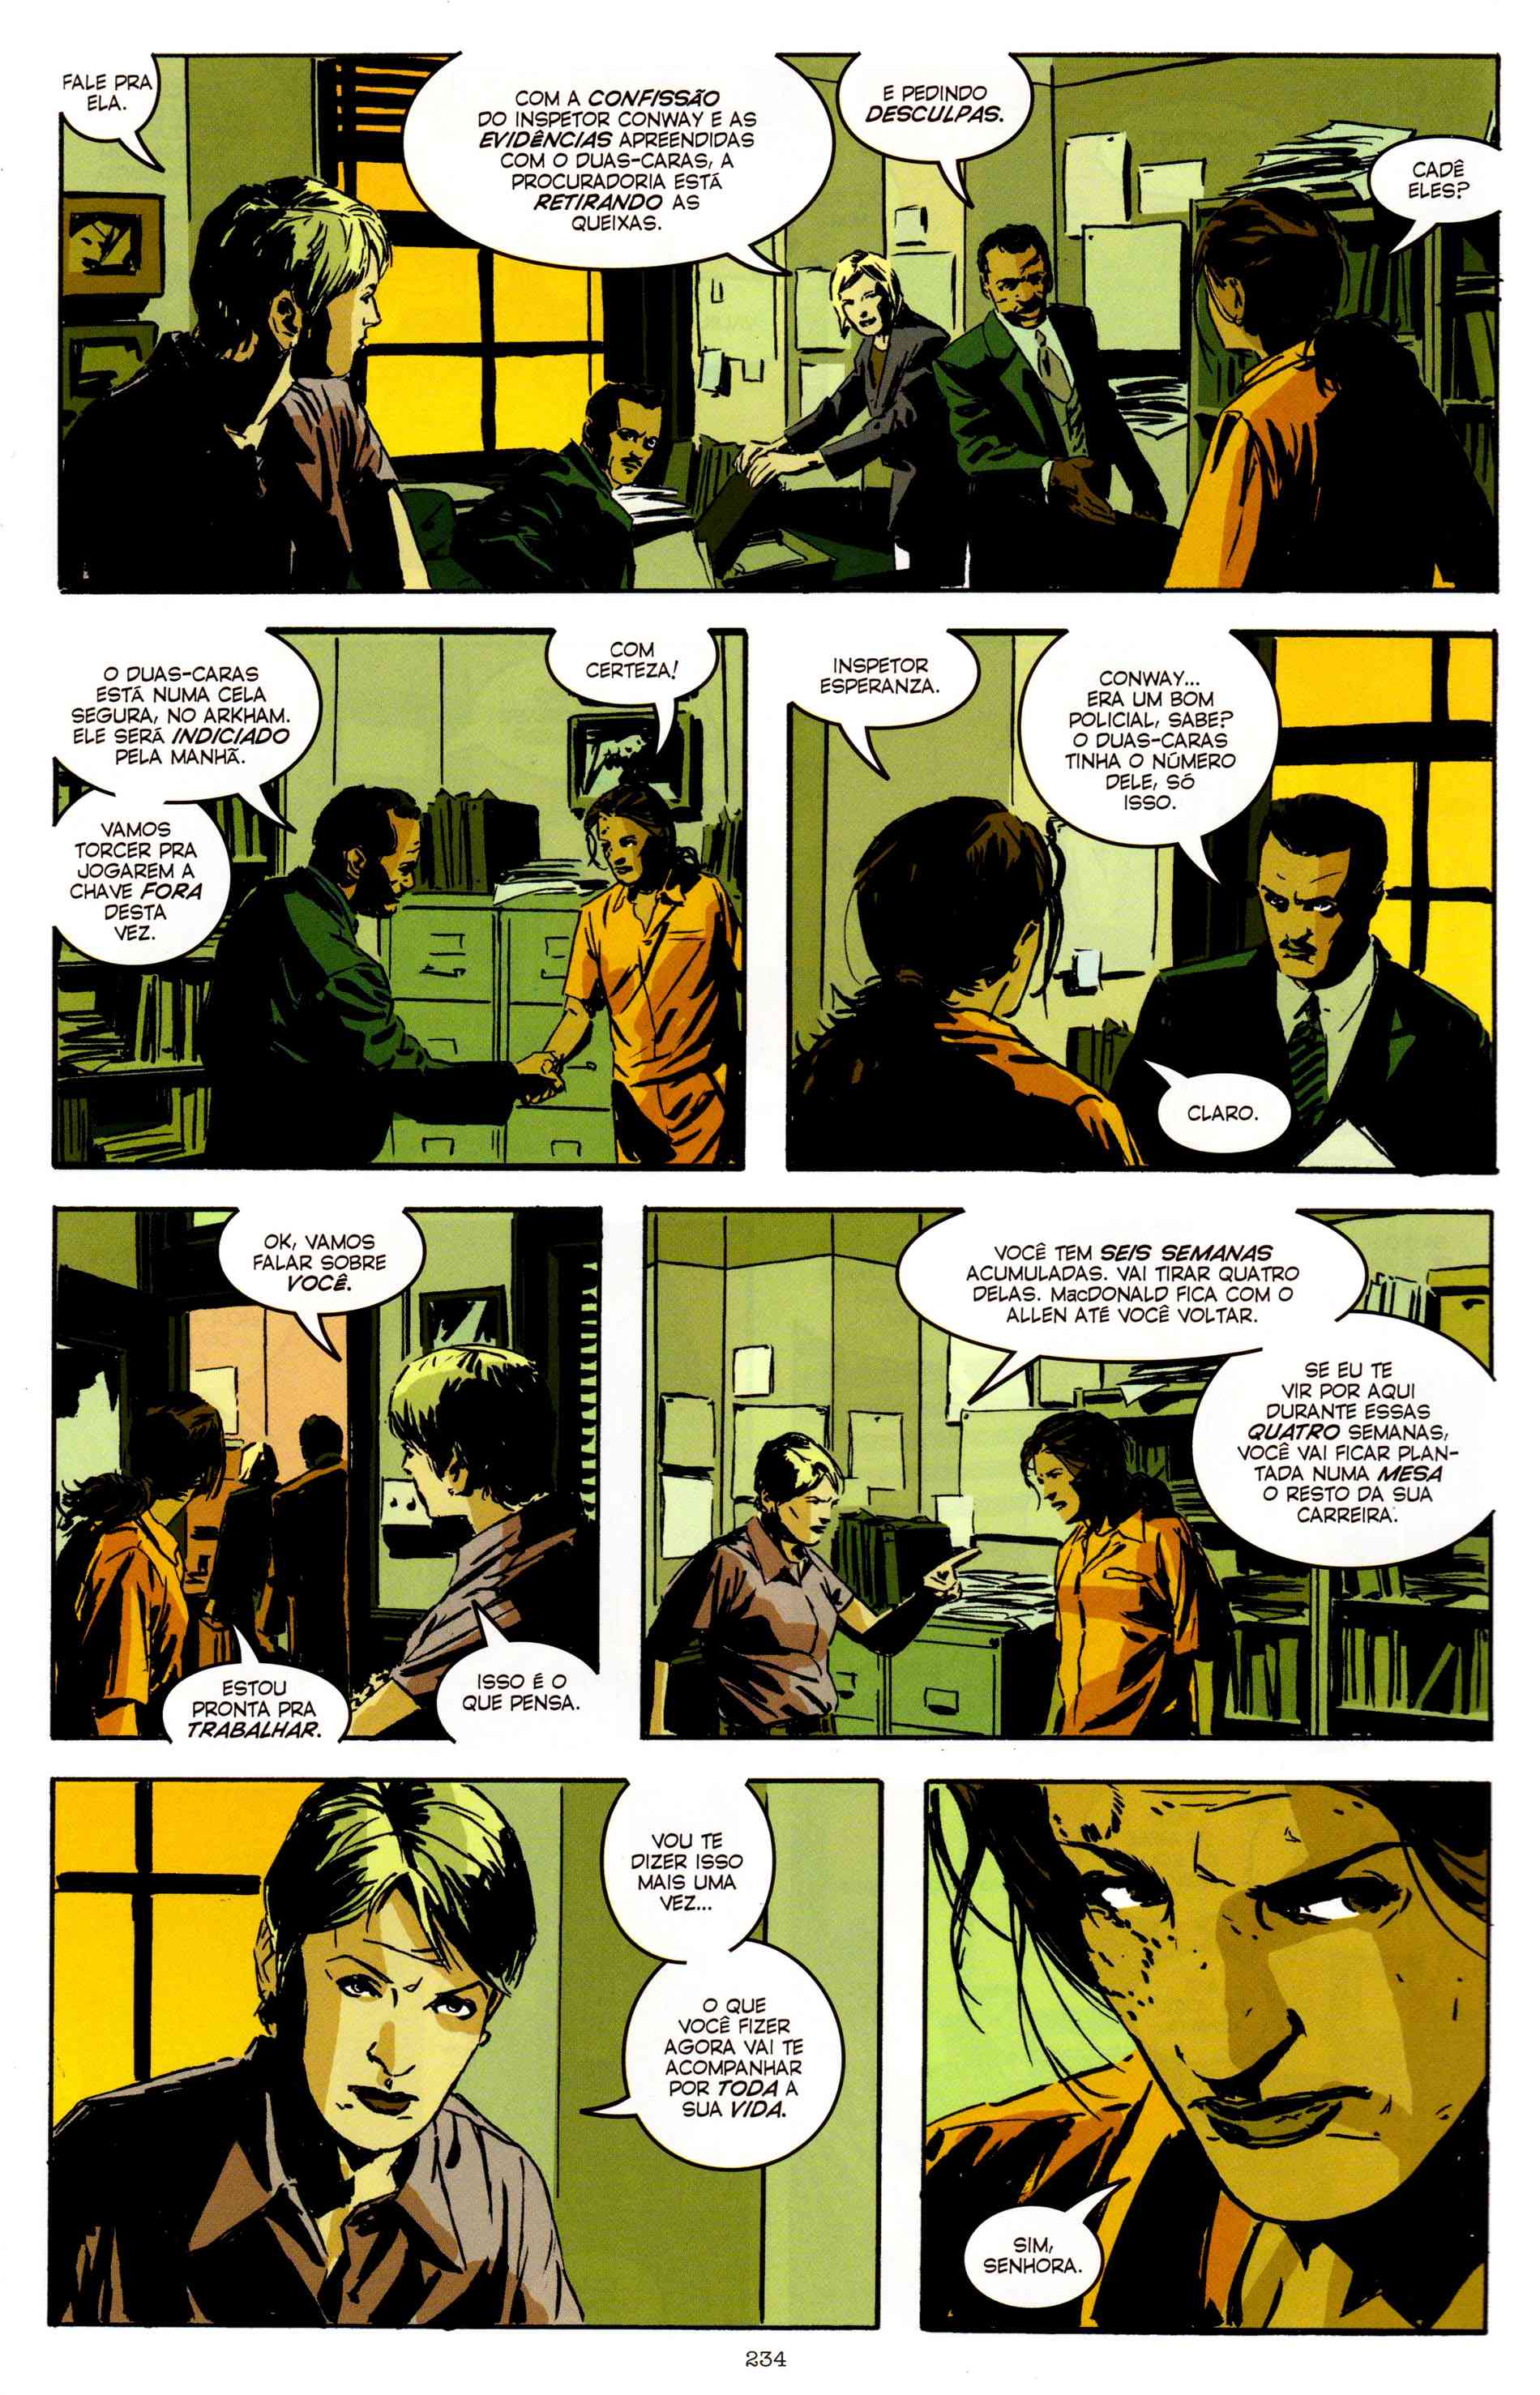 FALE PRA
ELA.
COM A CONFISSÃO
DO INSPETOR CONWAY E AS
EVIDÊNCIAS APREENDIDAS
COM O DUAS-CARAS, A
PROCURADORIA ESTÁ
RETIRANDO AS
QUEIXAS.
E PEDINDO
DESCULPAS.
CADÊ
ELES?
O DUAS-CARAS
ESTÁ NUMA CELA
SEGURA, NO ARKHAM.
ELE SERÁ INDICIADO
PELA MANHÃ.
VAMOS
TORCER PRA
JOGAREM A
CHAVE FORA
DESTA
VEZ.
COM
CERTEZA!
INSPETOR
ESPERANZA.
CONWAY...
ERA UM BOM
POLICIAL, SABE?
O DUAS-CARAS
TINHA O NÚMERO
DELE, SÓ
ISSO.
CLARO.
OK, VAMOS
FALAR SOBRE
VOCÊ.
ESTOU
PRONTA PRA
TRABALHAR.
ISSO É O
QUE PENSA.
VOCÊ TEM SEIS SEMANAS
ACUMULADAS. VAI TIRAR QUATRO
DELAS. MacDONALD FICA COM O
ALLEN ATÉ VOCÊ VOLTAR.
SE EU TE
VIR POR AQUI
DURANTE ESSAS
QUATRO SEMANAS,
VOCÊ VAI FICAR PLAN-
TADA NUMA MESA
O RESTO DA SUA
CARREIRA.
VOU TE
DIZER ISSO
MAIS UMA
VEZ...
O QUE
VOCÊ FIZER
AGORA VAI TE
ACOMPANHAR
POR TODA A
SUA VIDA.
SIM,
SENHORA.
234